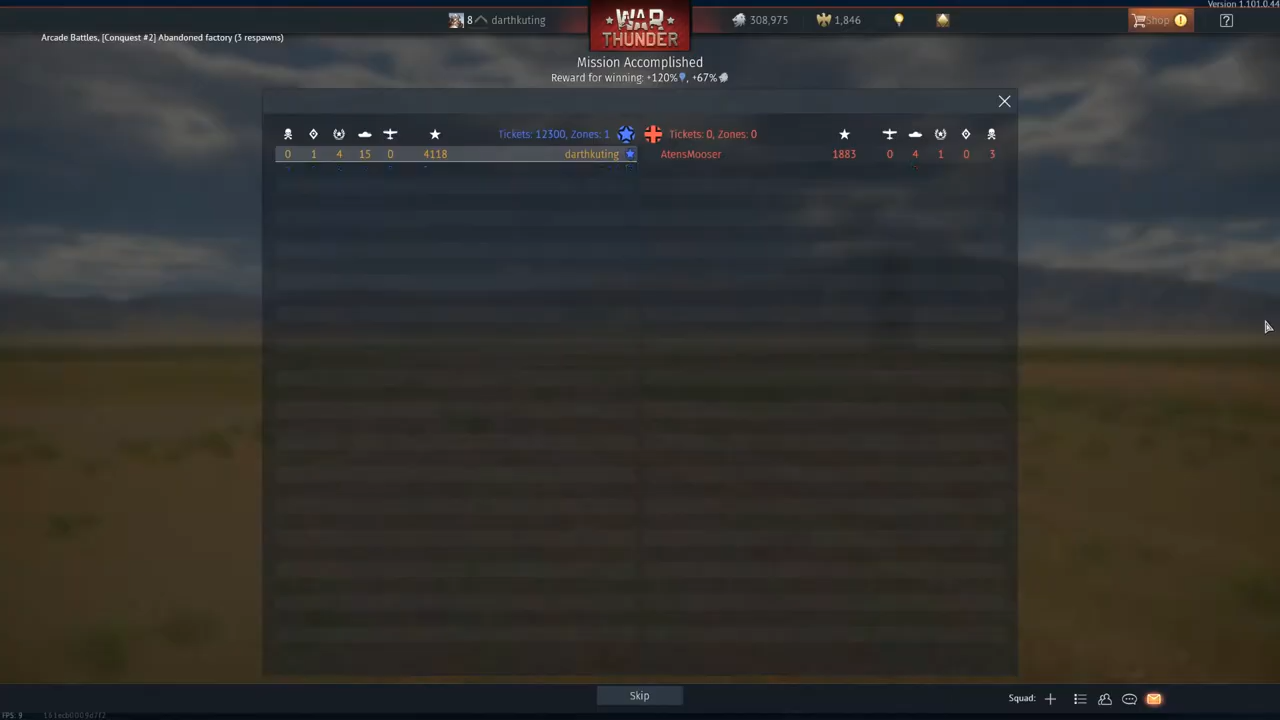 Version 1.101.0.44
8 darthkuting
WAR THUNDER
308,975
1,846
Shop
Arcade Battles, [Conquest #2] Abandoned factory (3 respawns)
Mission Accomplished
Reward for winning: +120%, +67%
Tickets: 12300, Zones: 1
Tickets: 0, Zones: 0
0 1 4 15 0 4118 darthkuting
AtensMooser 1883 0 4 1 0 3
Skip
Squad:
FPS: 9